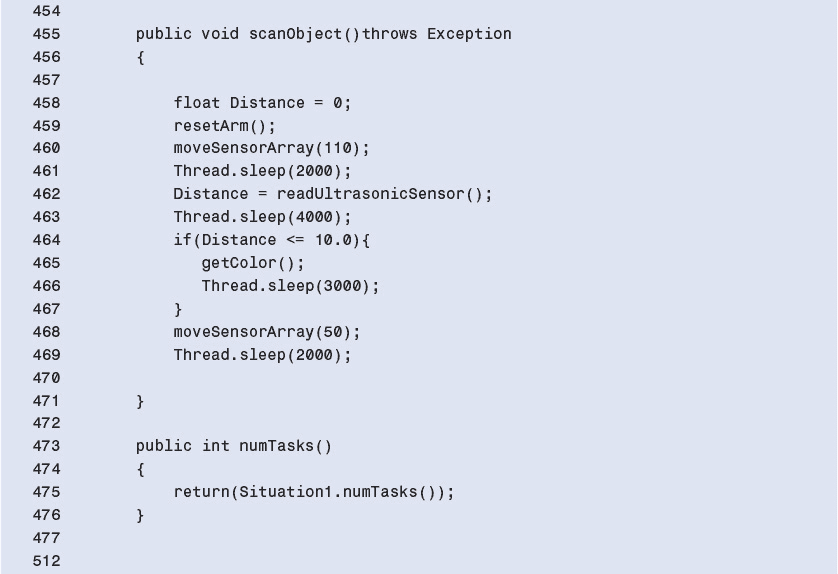 454
455 public void scanObject()throws Exception
456 {
457
458 float Distance = 0;
459 resetArm();
460 moveSensorArray(110);
461 Thread.sleep(2000);
462 Distance = readUltrasonicSensor();
463 Thread.sleep(4000);
464 if(Distance <= 10.0){
465 getColor();
466 Thread.sleep(3000);
467 }
468 moveSensorArray(50);
469 Thread.sleep(2000);
470
471 }
472
473 public int numTasks()
474 {
475 return(Situation1.numTasks());
476 }
477
512